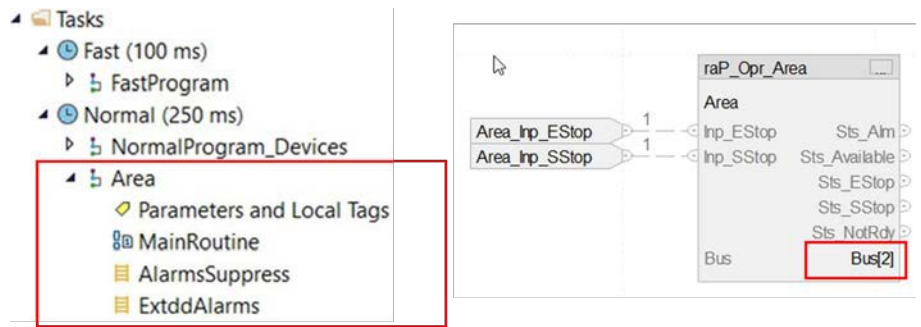 Tasks
Fast (100 ms)
FastProgram
Normal (250 ms)
NormalProgram_Devices
Area
Parameters and Local Tags
MainRoutine
AlarmsSuppress
ExtddAlarms
raP_Opr_Area ...
Area
Area_Inp_EStop 1 Inp_EStop Sts_Alm
Area_Inp_SStop 1 Inp_SStop Sts_Available
Sts_EStop
Sts_SStop
Sts_NotRdy
Bus Bus[2]